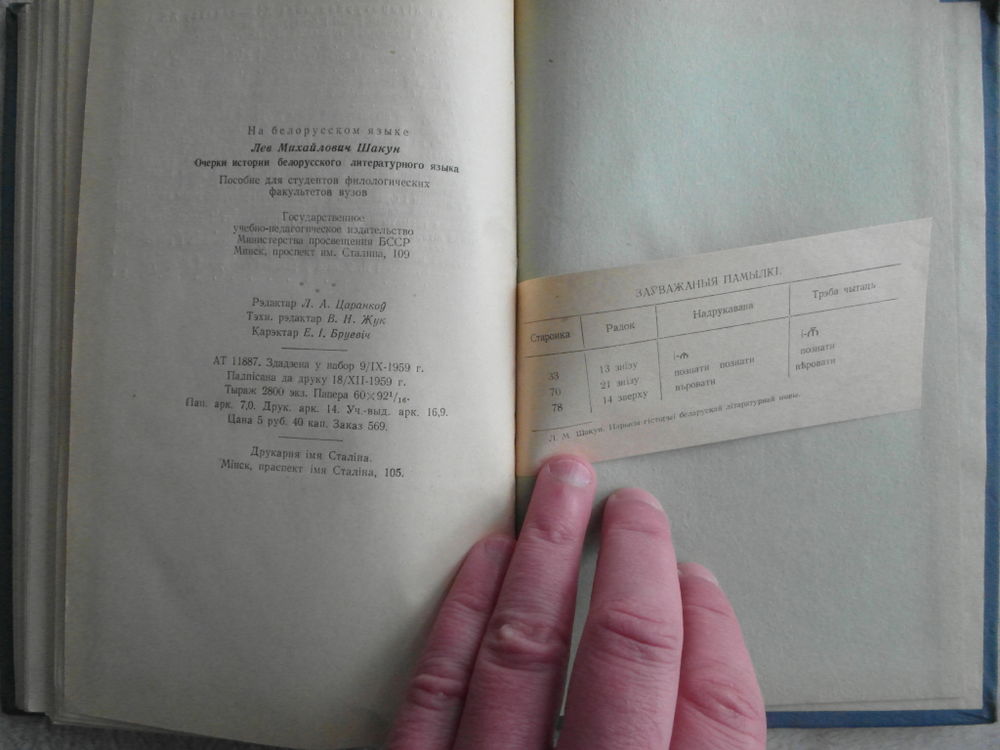 На белорусском языке
Лев Михайлович Шакун
Очерки истории белорусского литературного языка
Пособие для студентов филологических
факультетов вузов
Государственное
учебно-педагогическое издательство
Министерства просвещения БССР
Минск, проспект им. Сталина, 109
Рэдактар Л. А. Царанкоў
Тэхн. рэдактар В. Н. Жук
Карэктар Е. І. Бруевіч
АТ 11887. Здадзена у набор 9/IX-1959 г.
Падпісана да друку 18/XII-1959 г.
Тыраж 2800 экз. Папера 60×92¹/₁₆.
Пап. арк. 7,0. Друк. арк. 14. Уч.-выд. арк. 16,9.
Цана 5 руб. 40 кап. Заказ 569.
Друкарня імя Сталіна.
Мінск, праспект імя Сталіна, 105.
ЗАЎВАЖАНЫЯ ПАМЫЛКІ.
Старонка Радок Надрукавана Трэба чытаць
33 13 знізу
70 21 знізу познати познати познати
78 14 зверху пъровати пѣровати
Л. М. Шакун. Нарысы гісторыі беларускай літаратурнай мовы.